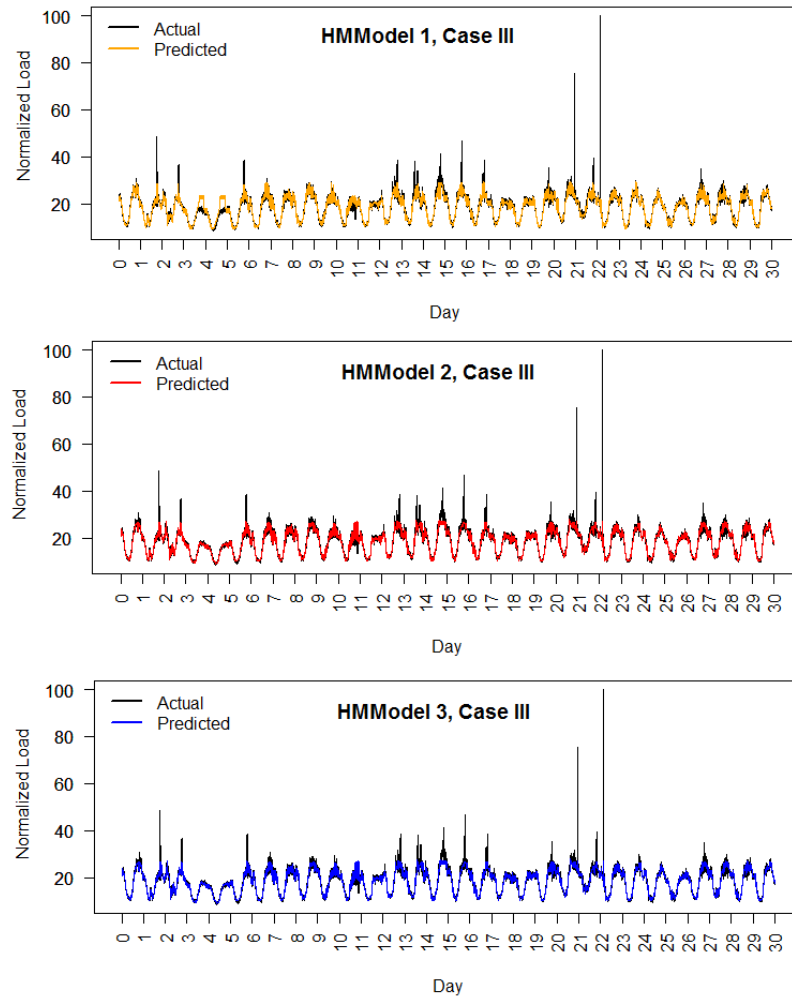 HMModel 1, Case III
Actual
Predicted
Normalized Load
100
80
60
40
20
0 1 2 3 4 5 6 7 8 9 10 11 12 13 14 15 16 17 18 19 20 21 22 23 24 25 26 27 28 29 30
Day
HMModel 2, Case III
Actual
Predicted
Normalized Load
100
80
60
40
20
0 1 2 3 4 5 6 7 8 9 10 11 12 13 14 15 16 17 18 19 20 21 22 23 24 25 26 27 28 29 30
Day
HMModel 3, Case III
Actual
Predicted
Normalized Load
100
80
60
40
20
0 1 2 3 4 5 6 7 8 9 10 11 12 13 14 15 16 17 18 19 20 21 22 23 24 25 26 27 28 29 30
Day